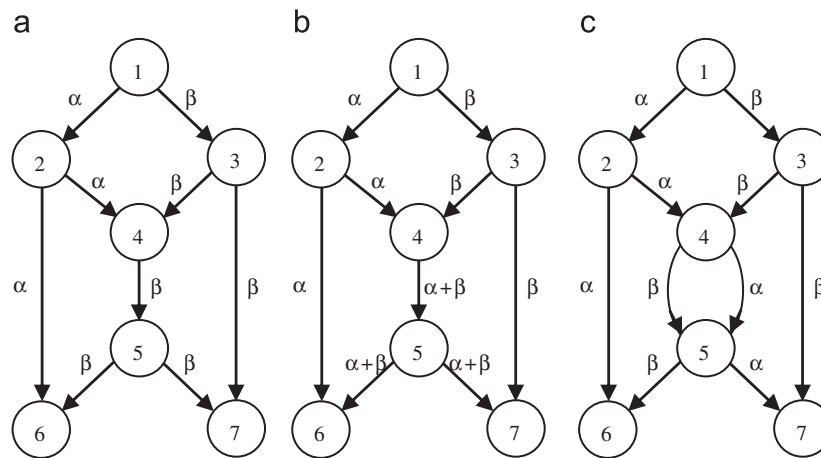 a b c
1 1 1
α β α β α β
2 3 2 3 2 3
α β α β α β
4 4 4
α β β α α+β β α β α β
5 5 5
β β α+β α+β β α
6 7 6 7 6 7